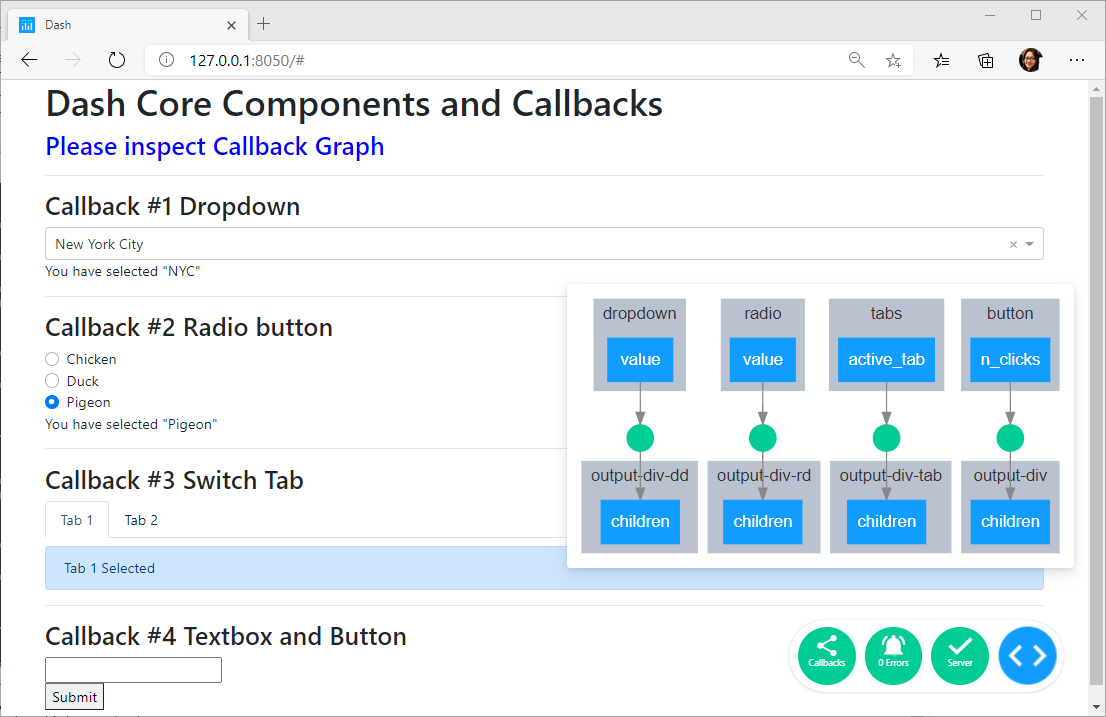 Dash
127.0.0.1:8050/#
Dash Core Components and Callbacks
Please inspect Callback Graph
Callback #1 Dropdown
New York City
You have selected "NYC"
Callback #2 Radio button
Chicken
Duck
Pigeon
You have selected "Pigeon"
dropdown radio tabs button
value value active_tab n_clicks
output-div-dd output-div-rd output-div-tab output-div
children children children children
Callback #3 Switch Tab
Tab 1 Tab 2
Tab 1 Selected
Callback #4 Textbox and Button
Submit
Callbacks 0 Errors Server